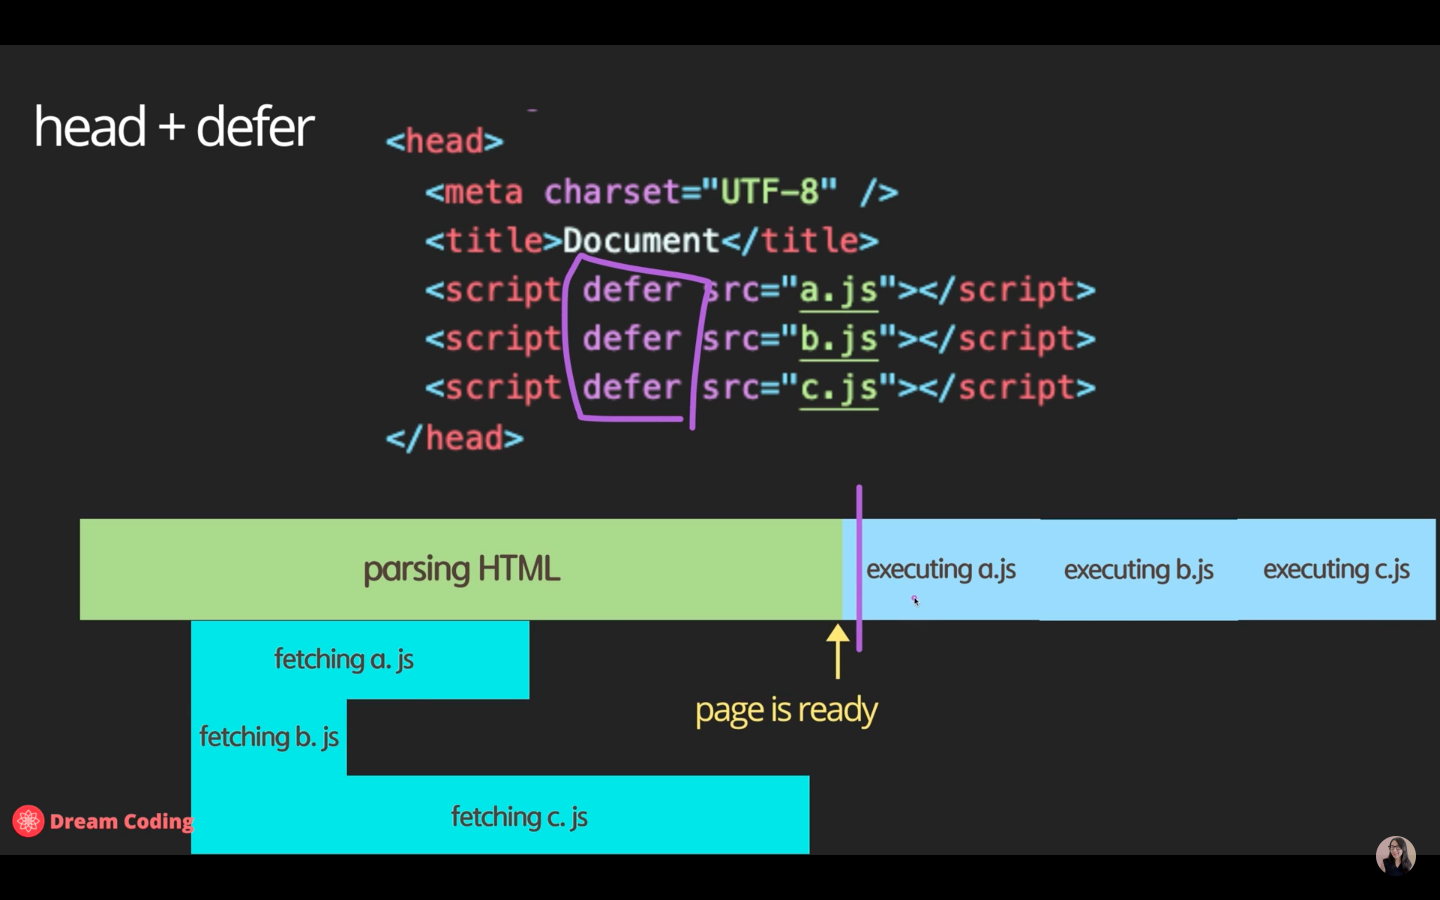 head + defer
<head>
<meta charset="UTF-8" />
<title>Document</title>
<script defer src="a.js"></script>
<script defer src="b.js"></script>
<script defer src="c.js"></script>
</head>
parsing HTML
executing a.js
executing b.js
executing c.js
fetching a. js
page is ready
fetching b. js
fetching c. js
Dream Coding